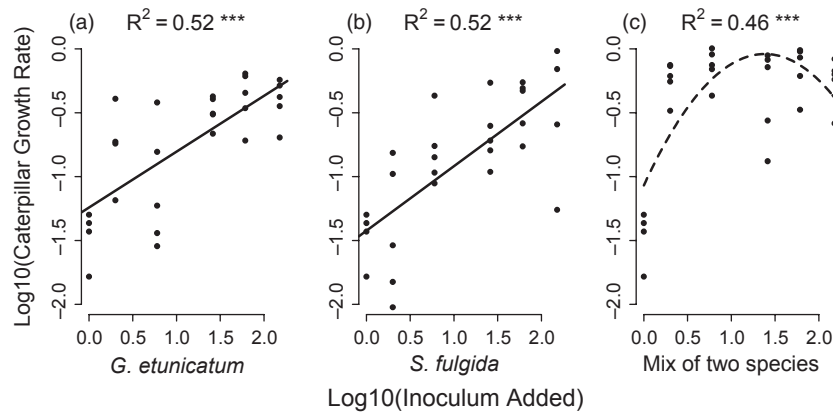 (a) R² = 0.52 ***
(b) R² = 0.52 ***
(c) R² = 0.46 ***
Log10(Caterpillar Growth Rate)
0.0
−0.5
−1.0
−1.5
−2.0
0.0 0.5 1.0 1.5 2.0
G. etunicatum
0.0
−0.5
−1.0
−1.5
−2.0
0.0 0.5 1.0 1.5 2.0
S. fulgida
0.0
−0.5
−1.0
−1.5
−2.0
0.0 0.5 1.0 1.5 2.0
Mix of two species
Log10(Inoculum Added)